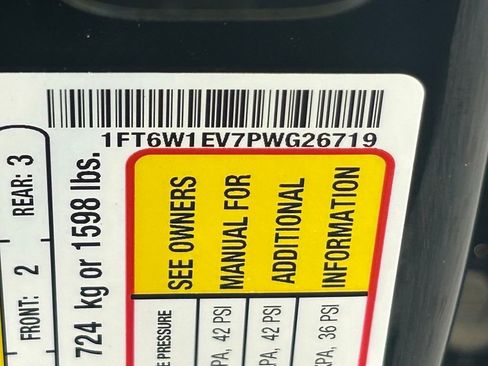 1FT6W1EV7PWG26719
SEE OWNERS
MANUAL FOR
ADDITIONAL
INFORMATION
REAR: 3
FRONT: 2
724 kg or 1598 lbs.
PRESSURE
KPA, 42 PSI
KPA, 42 PSI
KPA, 36 PSI